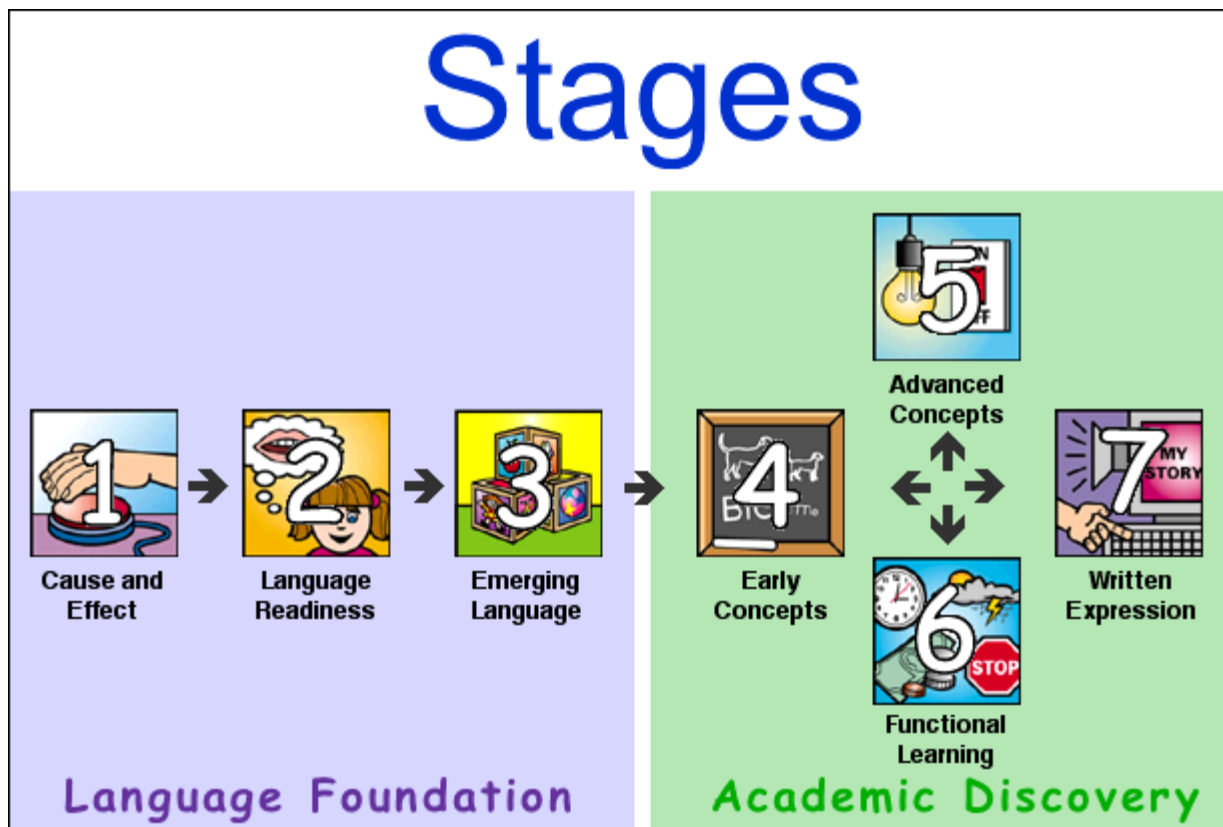 Stages
1
Cause and
Effect
2
Language
Readiness
3
Emerging
Language
Language Foundation
4
Early
Concepts
5
Advanced
Concepts
6
STOP
Functional
Learning
7
MY
STORY
Written
Expression
Academic Discovery